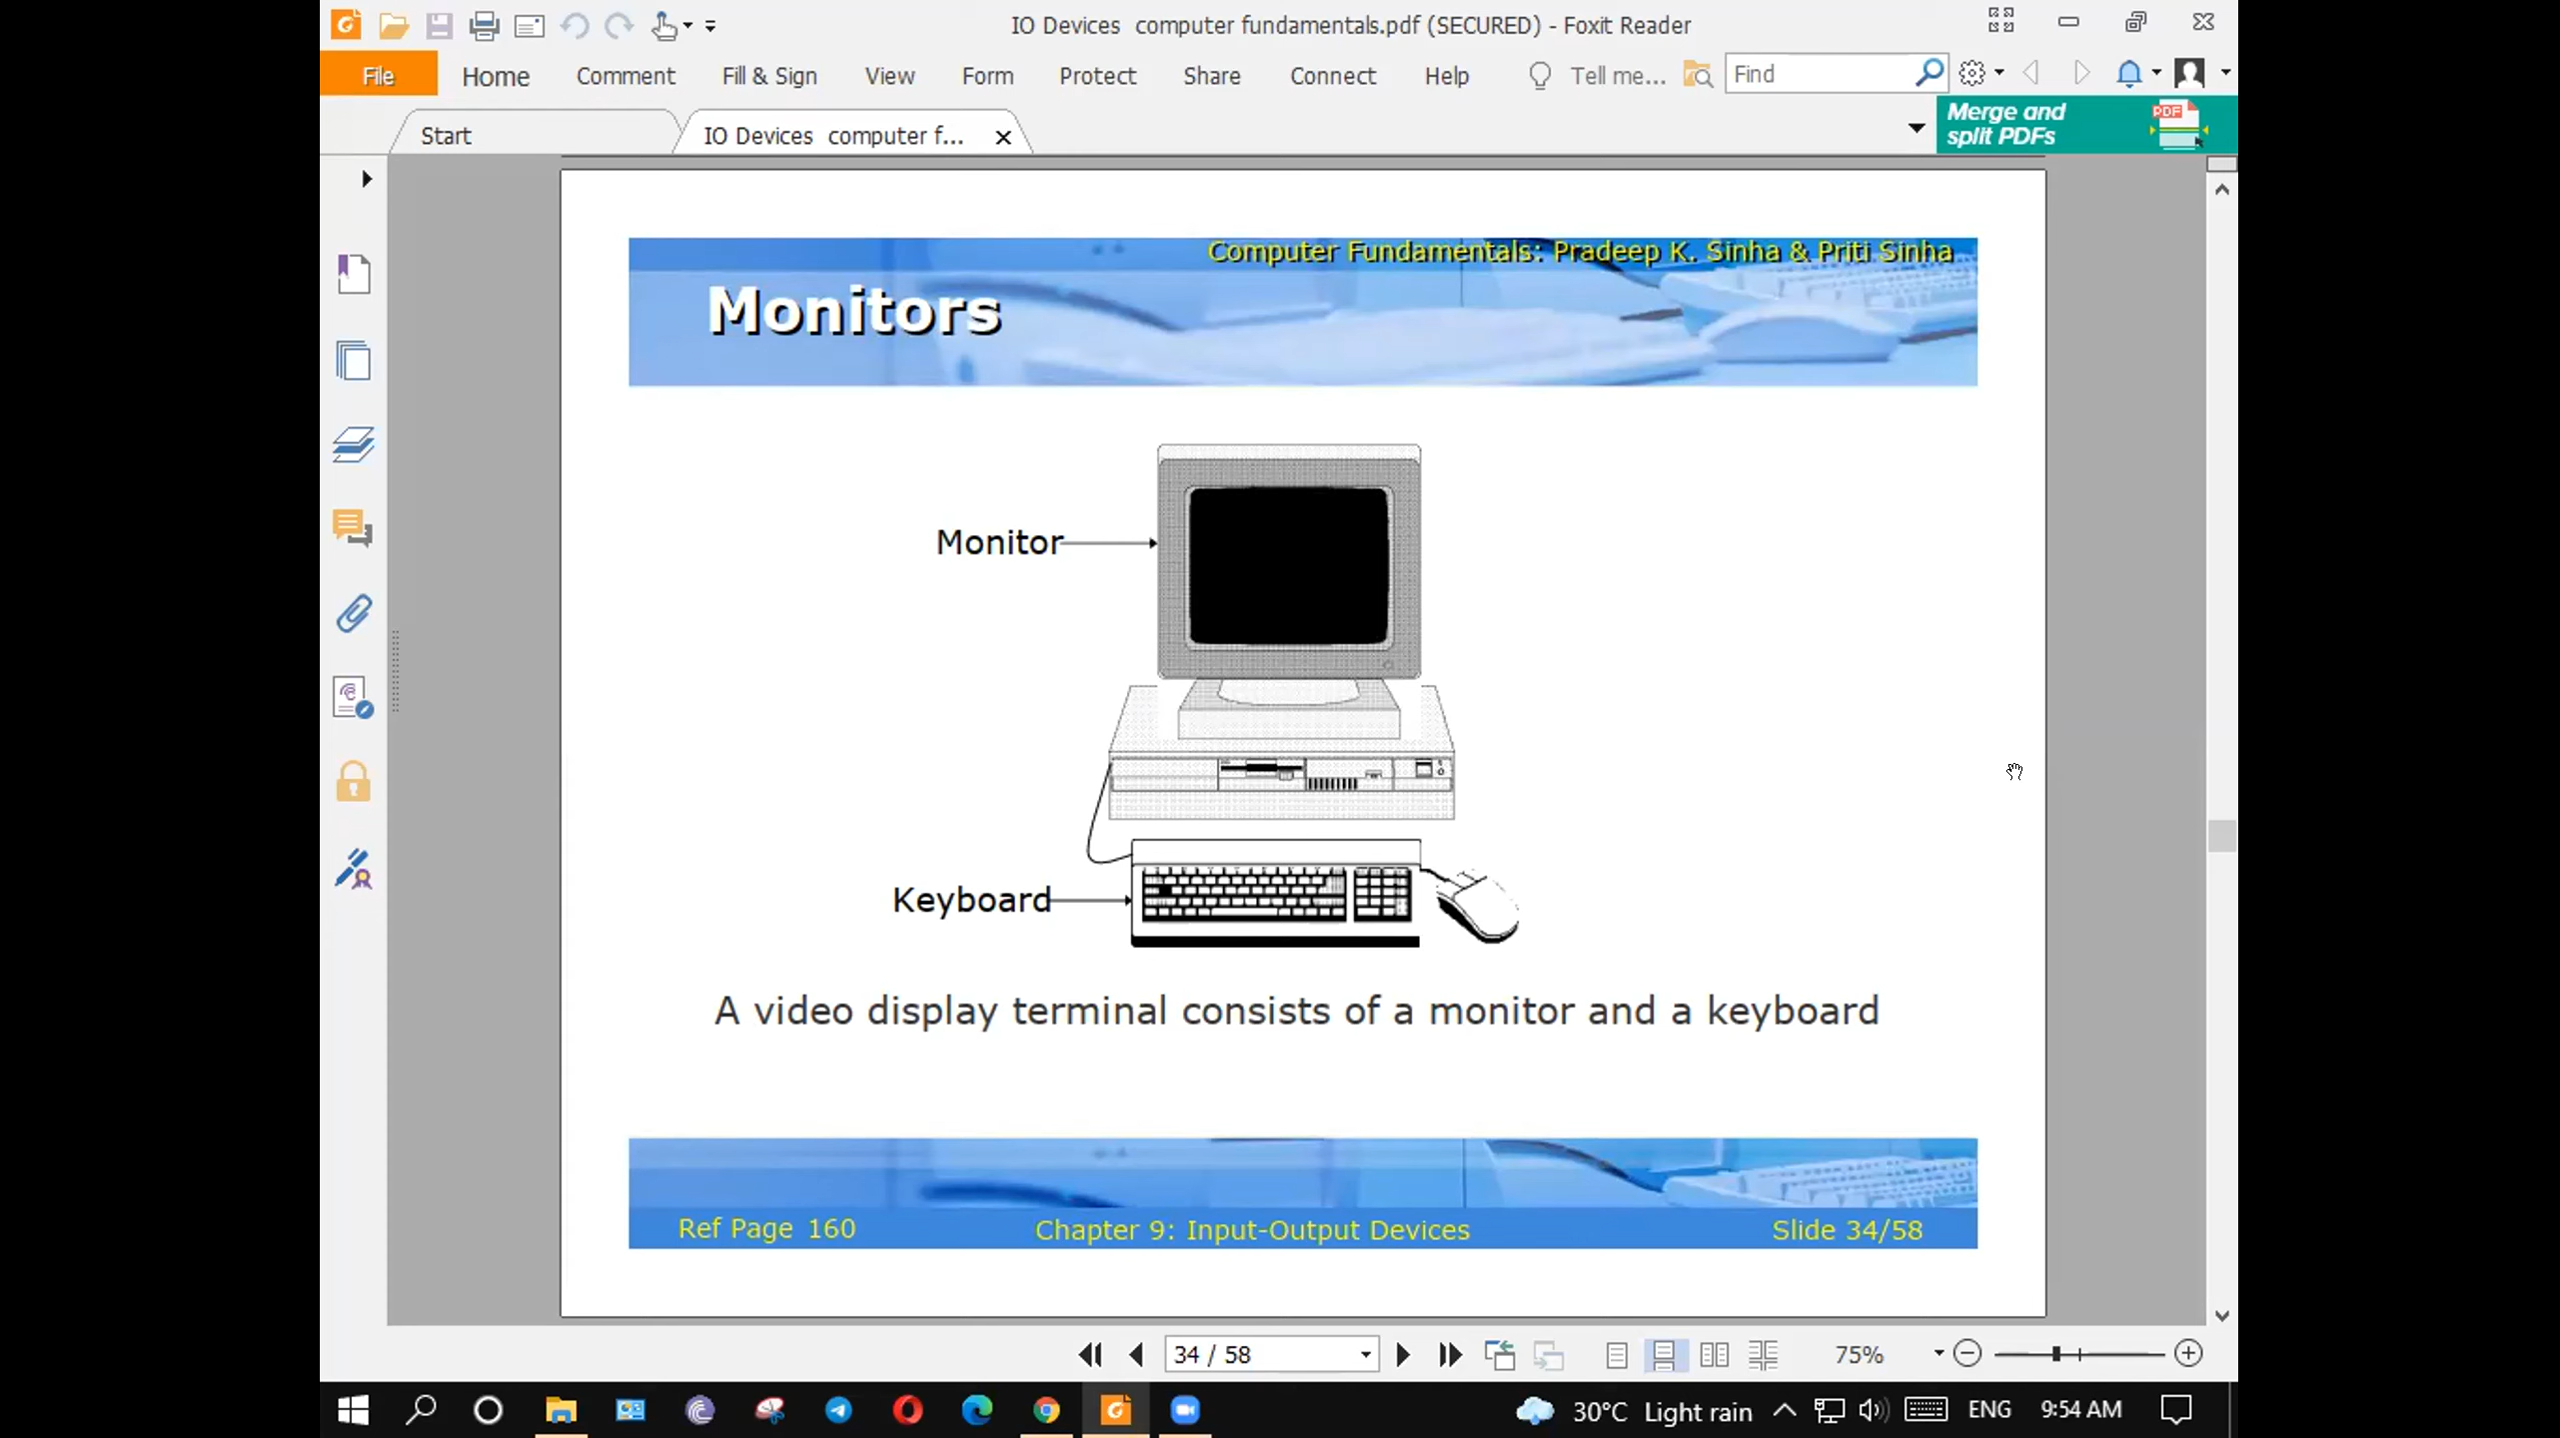 IO Devices computer fundamentals.pdf (SECURED) - Foxit Reader
File Home Comment Fill & Sign View Form Protect Share Connect Help Tell me... Find
Start
IO Devices computer f...
Merge and
split PDFs
PDF
Computer Fundamentals: Pradeep K. Sinha & Priti Sinha
Monitors
Monitor
Keyboard
A video display terminal consists of a monitor and a keyboard
Ref Page 160 Chapter 9: Input-Output Devices Slide 34/58
34 / 58 75%
30°C Light rain ENG 9:54 AM